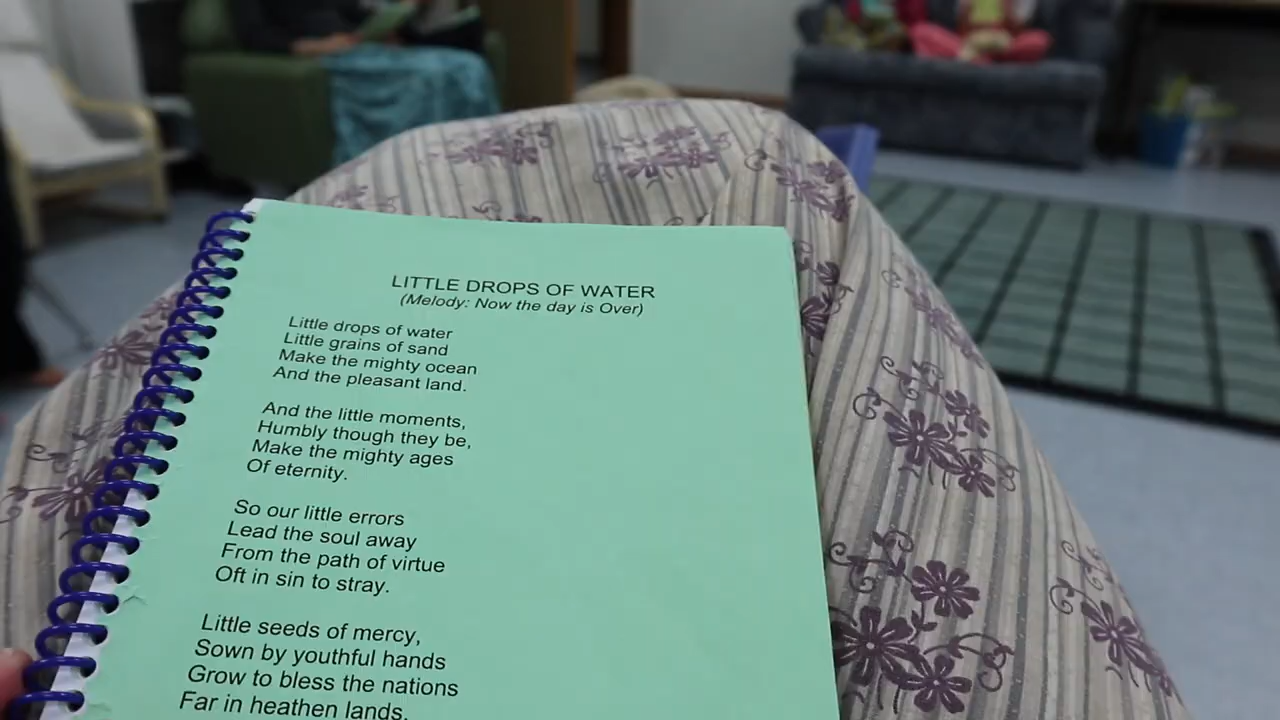 LITTLE DROPS OF WATER
(Melody: Now the day is Over)
Little drops of water
Little grains of sand
Make the mighty ocean
And the pleasant land.
And the little moments,
Humbly though they be,
Make the mighty ages
Of eternity.
So our little errors
Lead the soul away
From the path of virtue
Oft in sin to stray.
Little seeds of mercy,
Sown by youthful hands
Grow to bless the nations
Far in heathen lands.